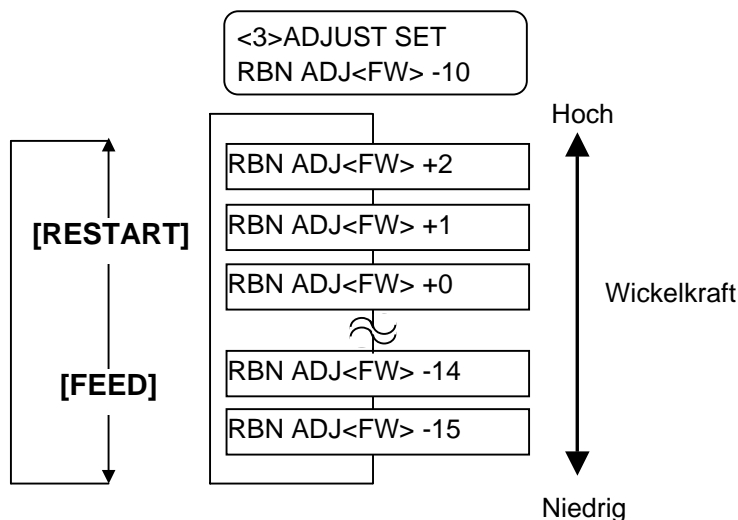 <3>ADJUST SET
RBN ADJ<FW> -10
Hoch
RBN ADJ<FW> +2
RBN ADJ<FW> +1
[RESTART]
RBN ADJ<FW> +0
Wickelkraft
RBN ADJ<FW> -14
[FEED]
RBN ADJ<FW> -15
Niedrig